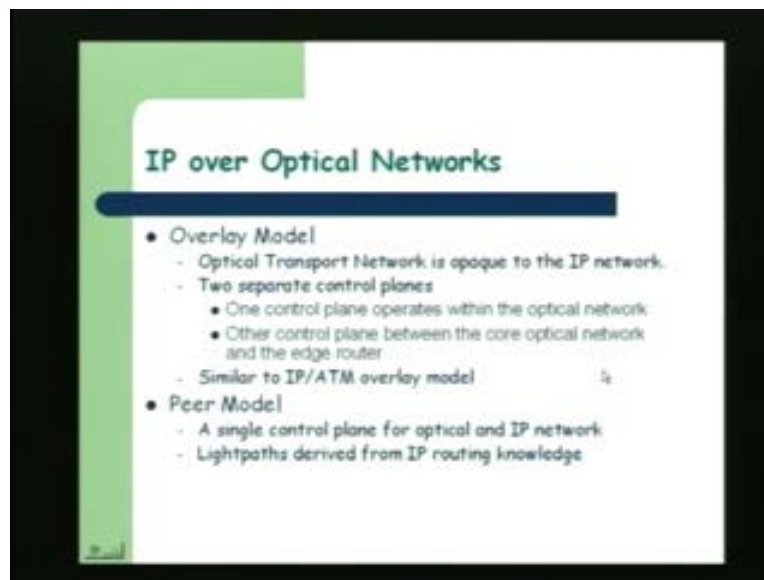 IP over Optical Networks
• Overlay Model
- Optical Transport Network is opaque to the IP network.
- Two separate control planes
• One control plane operates within the optical network
• Other control plane between the core optical network
and the edge router
- Similar to IP/ATM overlay model
• Peer Model
- A single control plane for optical and IP network
- Lightpaths derived from IP routing knowledge